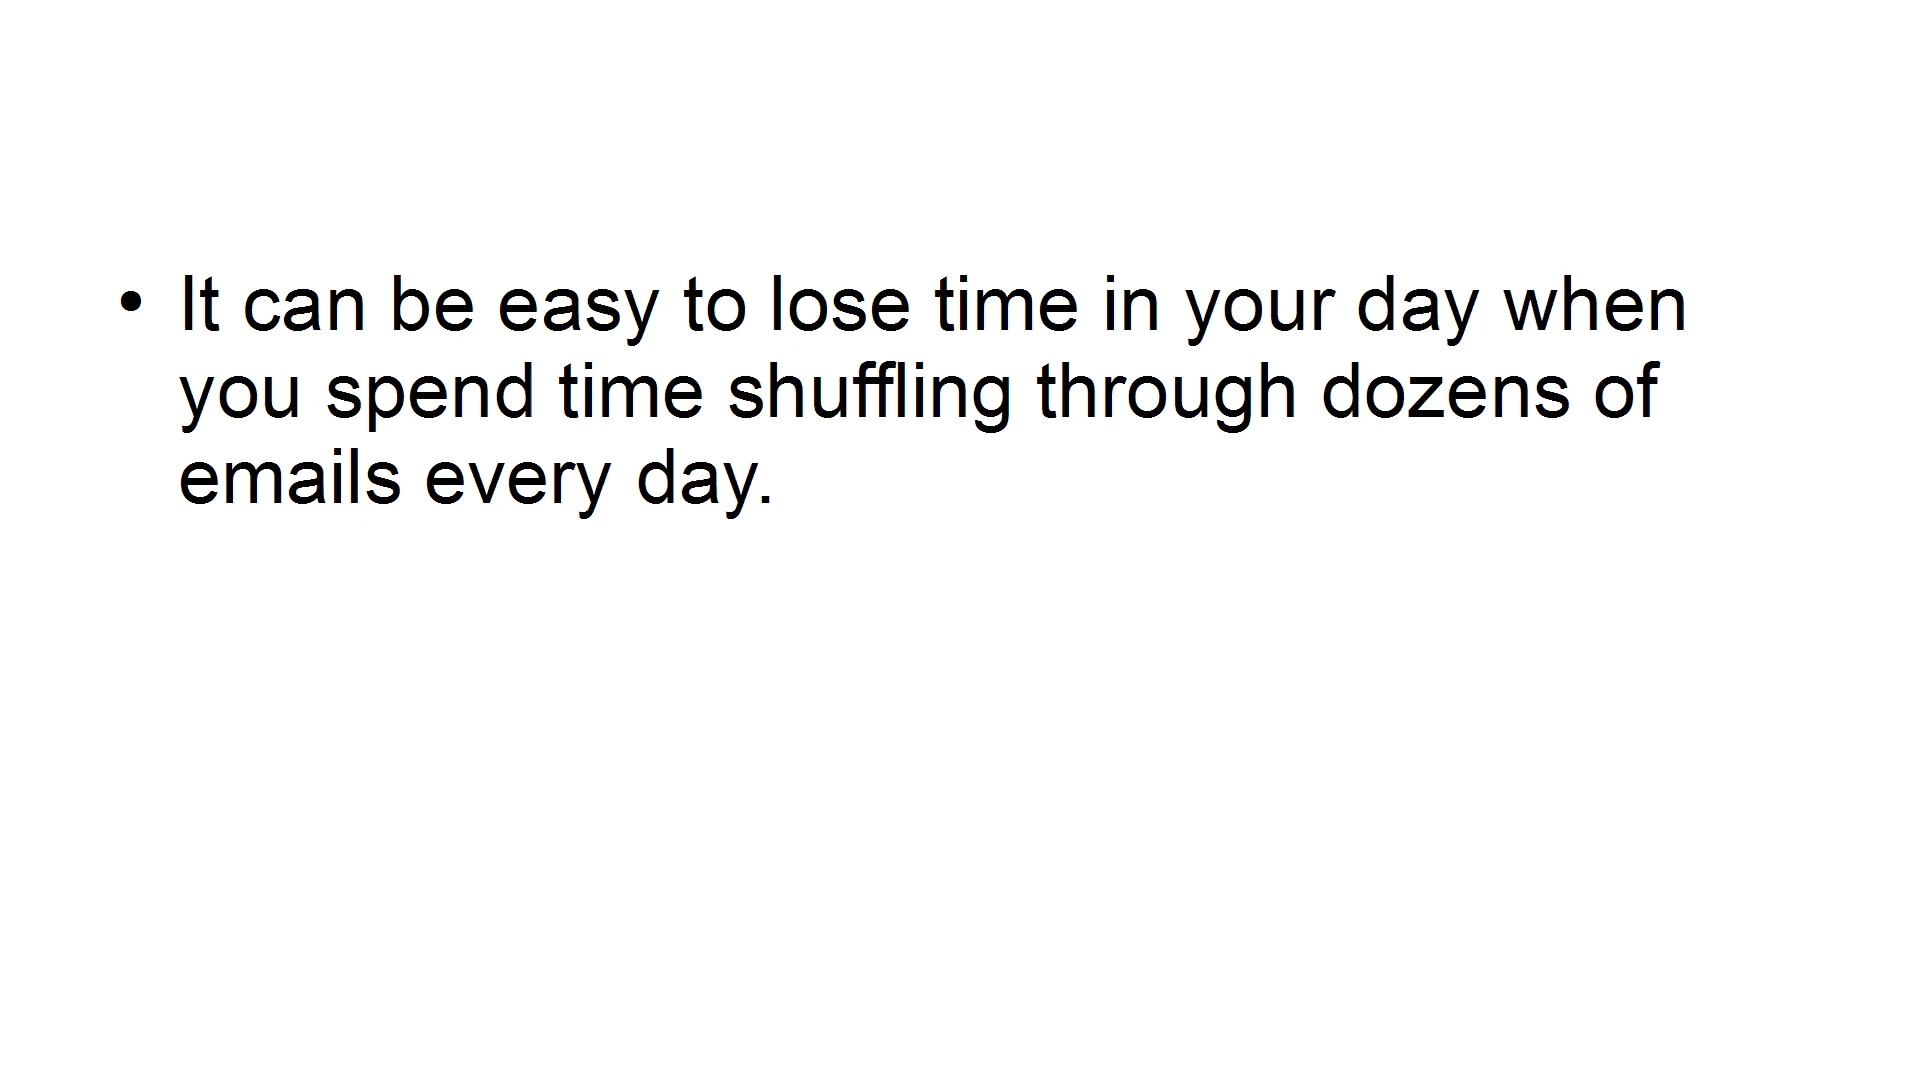 • It can be easy to lose time in your day when
you spend time shuffling through dozens of
emails every day.